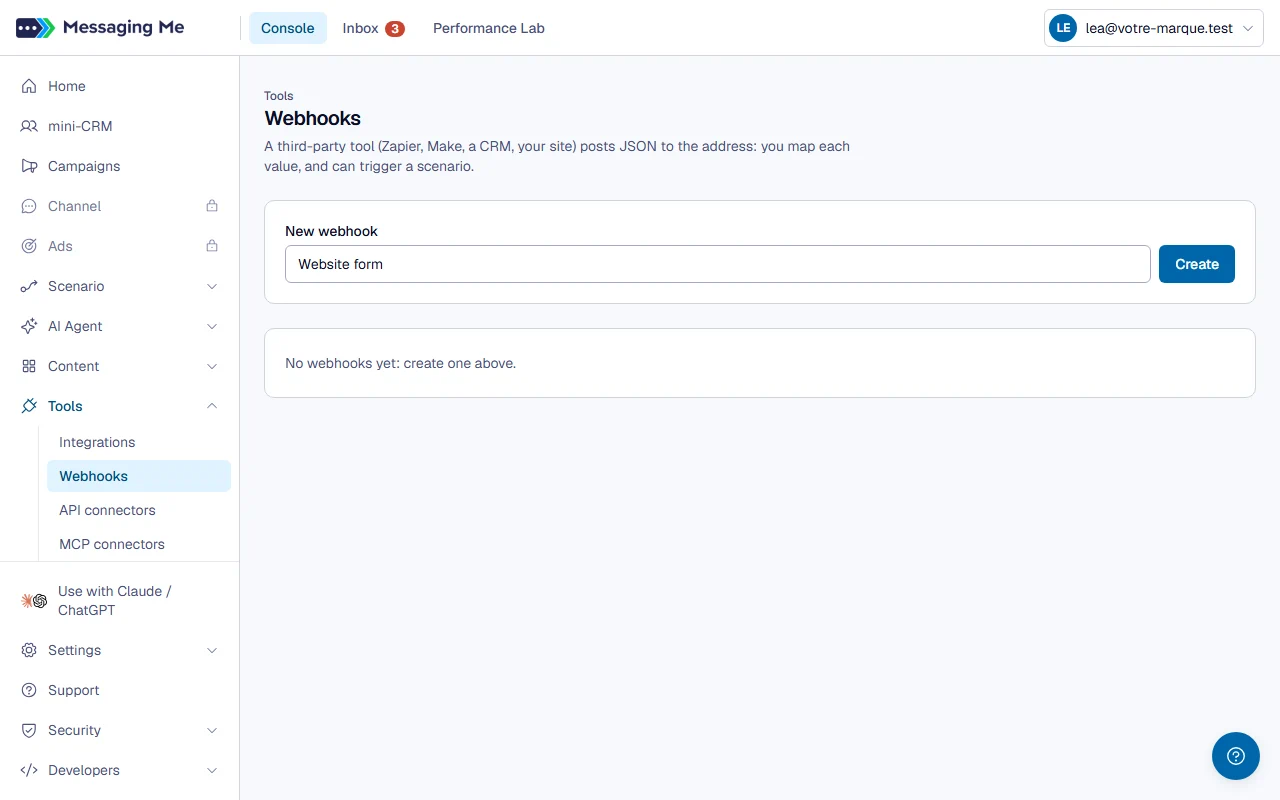 Messaging Me
Console
Inbox 3
Performance Lab
LE lea@votre-marque.test
Home
mini-CRM
Campaigns
Channel
Ads
Scenario
AI Agent
Content
Tools
Integrations
Webhooks
API connectors
MCP connectors
Use with Claude /
ChatGPT
Settings
Support
Security
Developers
Tools
Webhooks
A third-party tool (Zapier, Make, a CRM, your site) posts JSON to the address: you map each
value, and can trigger a scenario.
New webhook
Website form
Create
No webhooks yet: create one above.